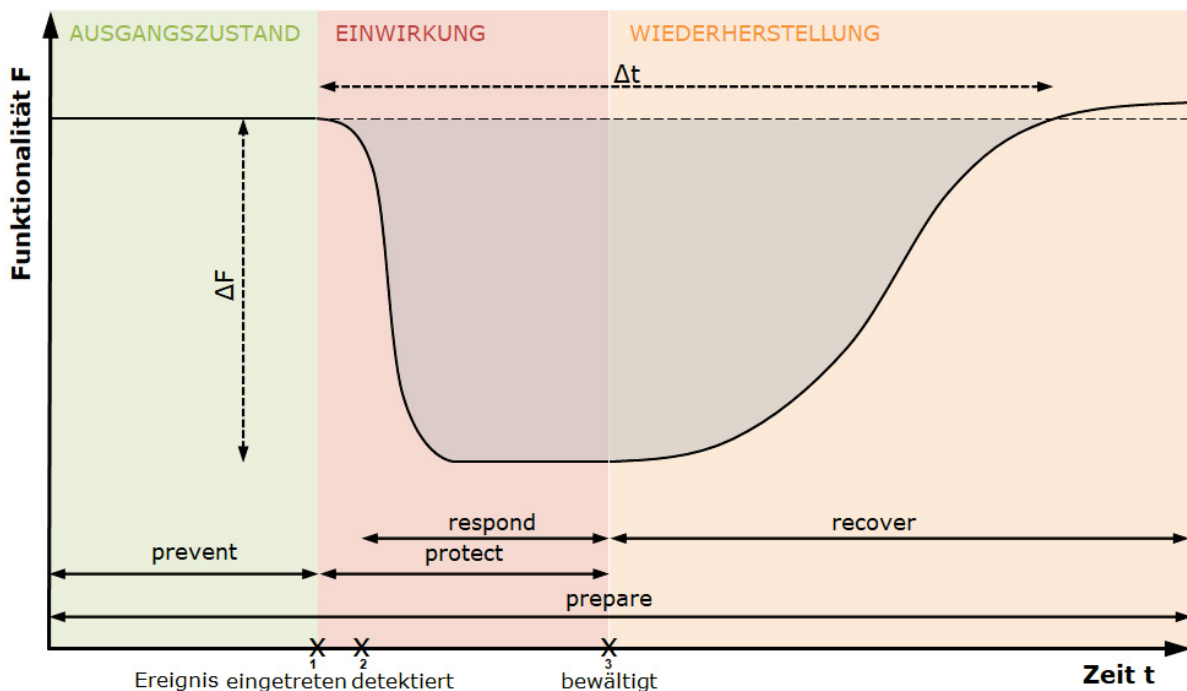 AUSGANGSZUSTAND EINWIRKUNG WIEDERHERSTELLUNG
Δt
Funktionalität F
ΔF
respond recover
prevent protect
prepare
X X X
1 2 3
Ereignis eingetreten detektiert bewältigt Zeit t